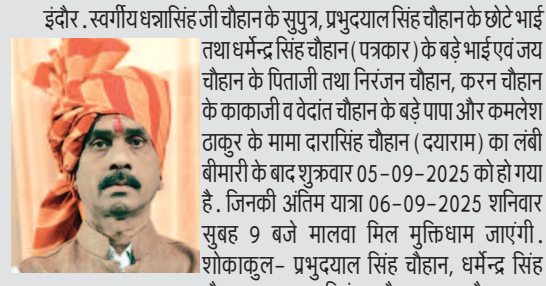 इंदौर . स्वर्गीय धन्नासिंह जी चौहान के सुपुत्र, प्रभुदयाल सिंह चौहान के छोटे भाई
तथा धर्मेन्द्र सिंह चौहान ( पत्रकार ) के बड़े भाई एवं जय
चौहान के पिताजी तथा निरंजन चौहान, करन चौहान
के काकाजी व वेदांत चौहान के बड़े पापा और कमलेश
ठाकुर के मामा दारासिंह चौहान ( दयाराम ) का लंबी
बीमारी के बाद शुक्रवार 05-09-2025 को हो गया
है . जिनकी अंतिम यात्रा 06-09-2025 शनिवार
सुबह 9 बजे मालवा मिल मुक्तिधाम जाएंगी .
शोकाकुल- प्रभुदयाल सिंह चौहान, धर्मेन्द्र सिंह